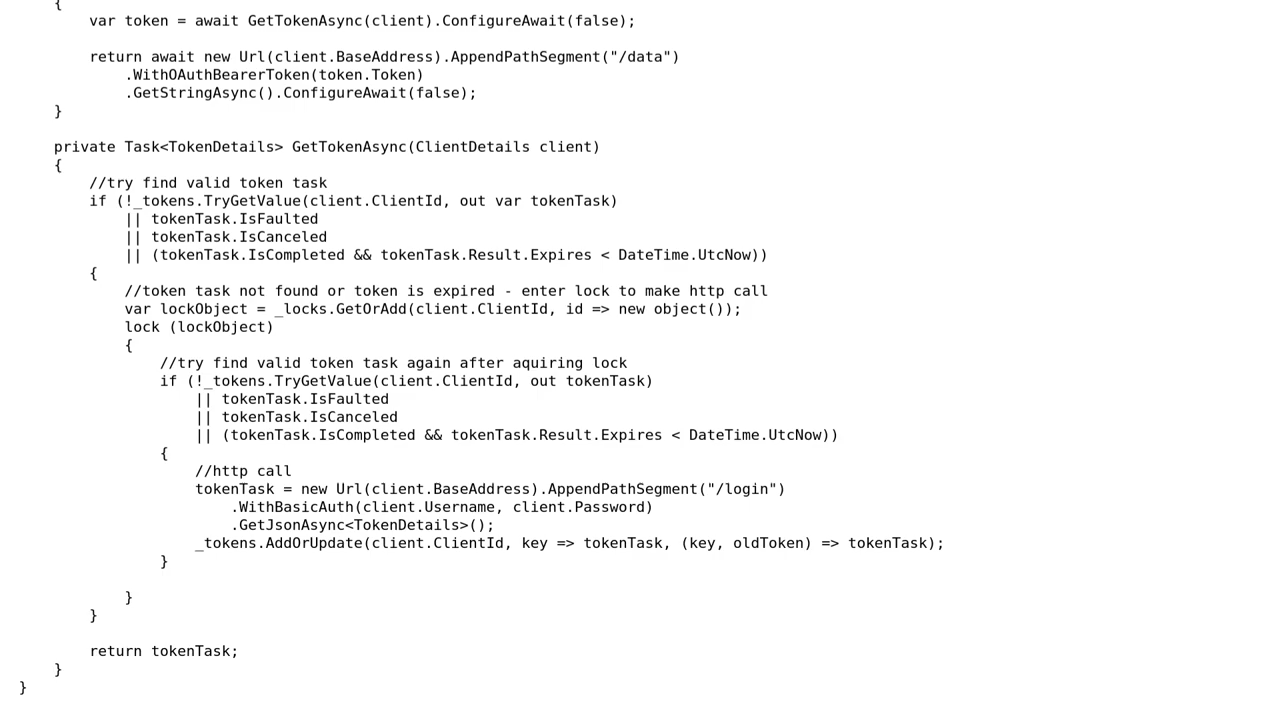 {
var token = await GetTokenAsync(client).ConfigureAwait(false);
return await new Url(client.BaseAddress).AppendPathSegment("/data")
.WithOAuthBearerToken(token.Token)
.GetStringAsync().ConfigureAwait(false);
}
private Task<TokenDetails> GetTokenAsync(ClientDetails client)
{
//try find valid token task
if (!_tokens.TryGetValue(client.ClientId, out var tokenTask)
|| tokenTask.IsFaulted
|| tokenTask.IsCanceled
|| (tokenTask.IsCompleted && tokenTask.Result.Expires < DateTime.UtcNow))
{
//token task not found or token is expired - enter lock to make http call
var lockObject = _locks.GetOrAdd(client.ClientId, id => new object());
lock (lockObject)
{
//try find valid token task again after aquiring lock
if (!_tokens.TryGetValue(client.ClientId, out tokenTask)
|| tokenTask.IsFaulted
|| tokenTask.IsCanceled
|| (tokenTask.IsCompleted && tokenTask.Result.Expires < DateTime.UtcNow))
{
//http call
tokenTask = new Url(client.BaseAddress).AppendPathSegment("/login")
.WithBasicAuth(client.Username, client.Password)
.GetJsonAsync<TokenDetails>();
_tokens.AddOrUpdate(client.ClientId, key => tokenTask, (key, oldToken) => tokenTask);
}
}
}
return tokenTask;
}
}